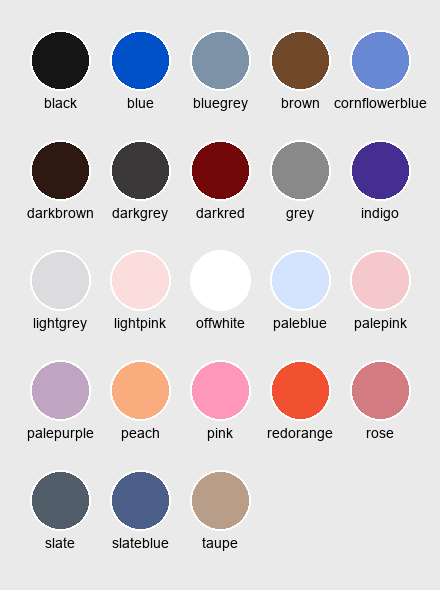 black blue bluegrey brown cornflowerblue
darkbrown darkgrey darkred grey indigo
lightgrey lightpink offwhite paleblue palepink
palepurple peach pink redorange rose
slate slateblue taupe